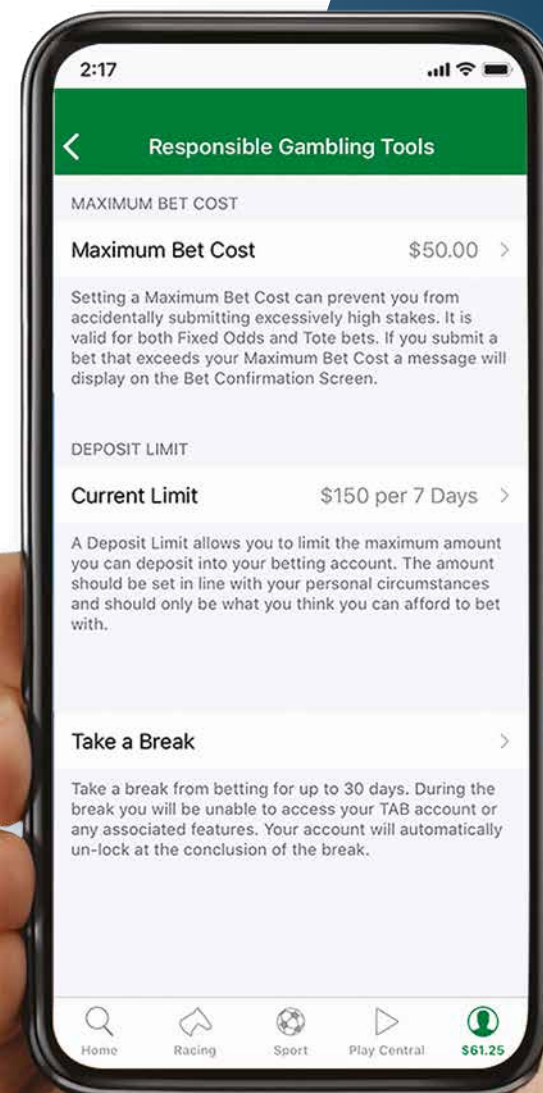 2:17
Responsible Gambling Tools
MAXIMUM BET COST
Maximum Bet Cost $50.00
Setting a Maximum Bet Cost can prevent you from
accidentally submitting excessively high stakes. It is
valid for both Fixed Odds and Tote bets. If you submit a
bet that exceeds your Maximum Bet Cost a message will
display on the Bet Confirmation Screen.
DEPOSIT LIMIT
Current Limit $150 per 7 Days
A Deposit Limit allows you to limit the maximum amount
you can deposit into your betting account. The amount
should be set in line with your personal circumstances
and should only be what you think you can afford to bet
with.
Take a Break
Take a break from betting for up to 30 days. During the
break you will be unable to access your TAB account or
any associated features. Your account will automatically
un-lock at the conclusion of the break.
Home Racing Sport Play Central $61.25